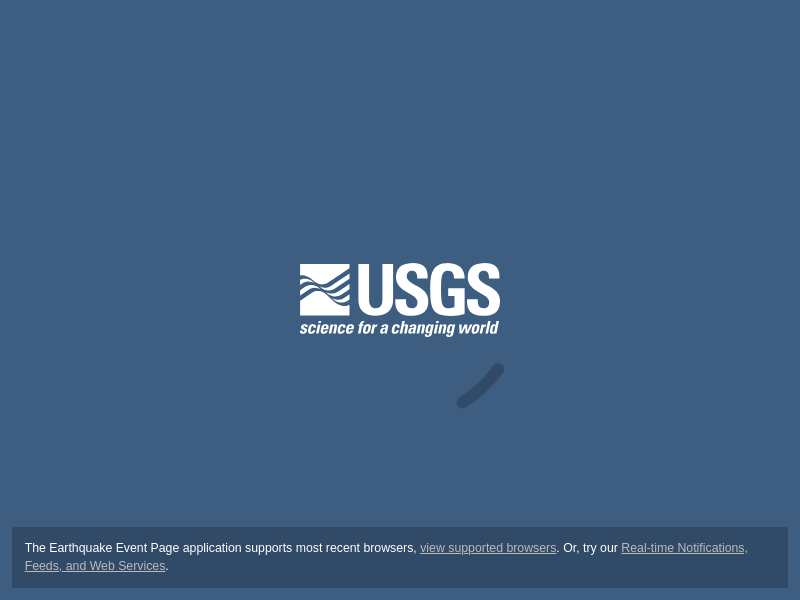 USGS
science for a changing world
The Earthquake Event Page application supports most recent browsers, view supported browsers. Or, try our Real-time Notifications,
Feeds, and Web Services.